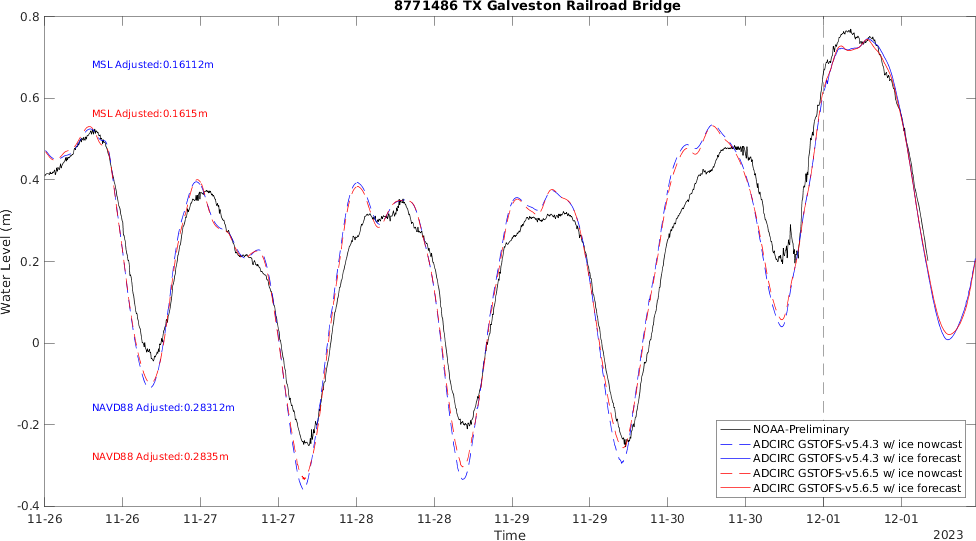 8771486 TX Galveston Railroad Bridge
0.8
MSL Adjusted:0.16112m
0.6
MSL Adjusted:0.1615m
0.4
Water Level (m)
0.2
0
NAVD88 Adjusted:0.28312m
-0.2
NAVD88 Adjusted:0.2835m
-0.4
NOAA-Preliminary
ADCIRC GSTOFS-v5.4.3 w/ ice nowcast
ADCIRC GSTOFS-v5.4.3 w/ ice forecast
ADCIRC GSTOFS-v5.6.5 w/ ice nowcast
ADCIRC GSTOFS-v5.6.5 w/ ice forecast
11-26 11-26 11-27 11-27 11-28 11-28 11-29 11-29 11-30 11-30 12-01 12-01
Time
2023